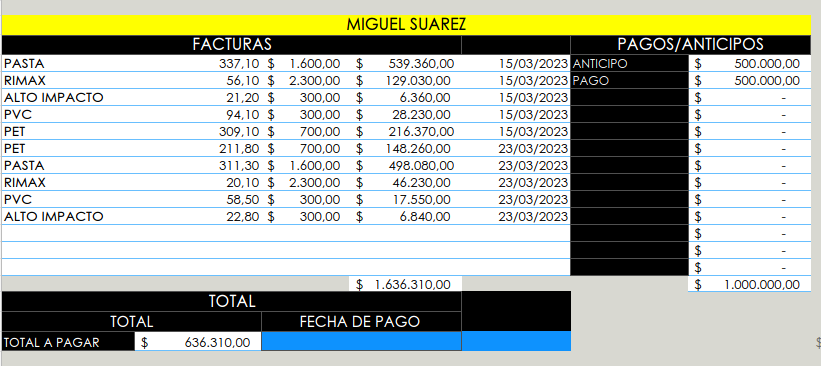 MIGUEL SUAREZ
FACTURAS PAGOS/ANTICIPOS
PASTA 337,10 $ 1.600,00 $ 539.360,00 15/03/2023 ANTICIPO $ 500.000,00
RIMAX 56,10 $ 2.300,00 $ 129.030,00 15/03/2023 PAGO $ 500.000,00
ALTO IMPACTO 21,20 $ 300,00 $ 6.360,00 15/03/2023 $ -
PVC 94,10 $ 300,00 $ 28.230,00 15/03/2023 $ -
PET 309,10 $ 700,00 $ 216.370,00 15/03/2023 $ -
PET 211,80 $ 700,00 $ 148.260,00 23/03/2023 $ -
PASTA 311,30 $ 1.600,00 $ 498.080,00 23/03/2023 $ -
RIMAX 20,10 $ 2.300,00 $ 46.230,00 23/03/2023 $ -
PVC 58,50 $ 300,00 $ 17.550,00 23/03/2023 $ -
ALTO IMPACTO 22,80 $ 300,00 $ 6.840,00 23/03/2023 $ -
$ -
$ -
$ -
$ 1.636.310,00 $ 1.000.000,00
TOTAL
TOTAL FECHA DE PAGO
TOTAL A PAGAR $ 636.310,00 $